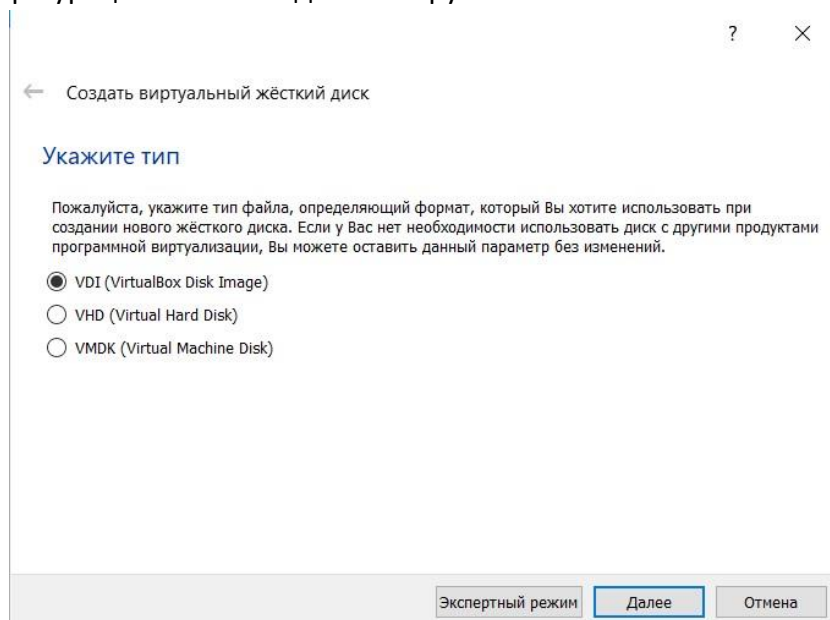 ?
Создать виртуальный жёсткий диск
Укажите тип
Пожалуйста, укажите тип файла, определяющий формат, который Вы хотите использовать при
создании нового жёсткого диска. Если у Вас нет необходимости использовать диск с другими продуктами
программной виртуализации, Вы можете оставить данный параметр без изменений.
VDI (VirtualBox Disk Image)
VHD (Virtual Hard Disk)
VMDK (Virtual Machine Disk)
Экспертный режим Далее Отмена